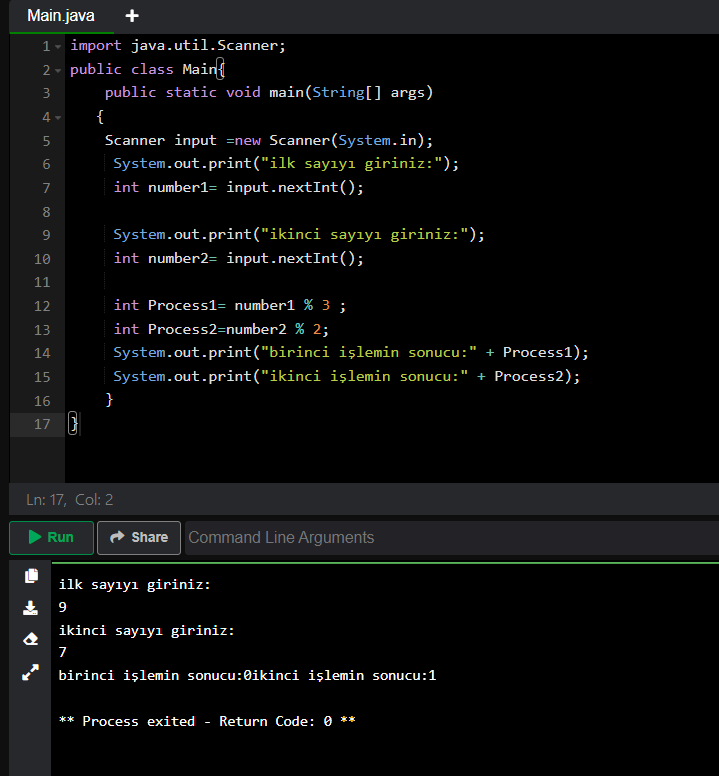 Main.java +
1 import java.util.Scanner;
2 public class Main{
3 public static void main(String[] args)
4 {
5 Scanner input =new Scanner(System.in);
6 System.out.print("ilk sayıyı giriniz:");
7 int number1= input.nextInt();
8
9 System.out.print("ikinci sayıyı giriniz:");
10 int number2= input.nextInt();
11
12 int Process1= number1 % 3 ;
13 int Process2=number2 % 2;
14 System.out.print("birinci işlemin sonucu:" + Process1);
15 System.out.print("ikinci işlemin sonucu:" + Process2);
16 }
17 }
Ln: 17, Col: 2
Run Share Command Line Arguments
ilk sayıyı giriniz:
9
ikinci sayıyı giriniz:
7
birinci işlemin sonucu:0ikinci işlemin sonucu:1
** Process exited - Return Code: 0 **